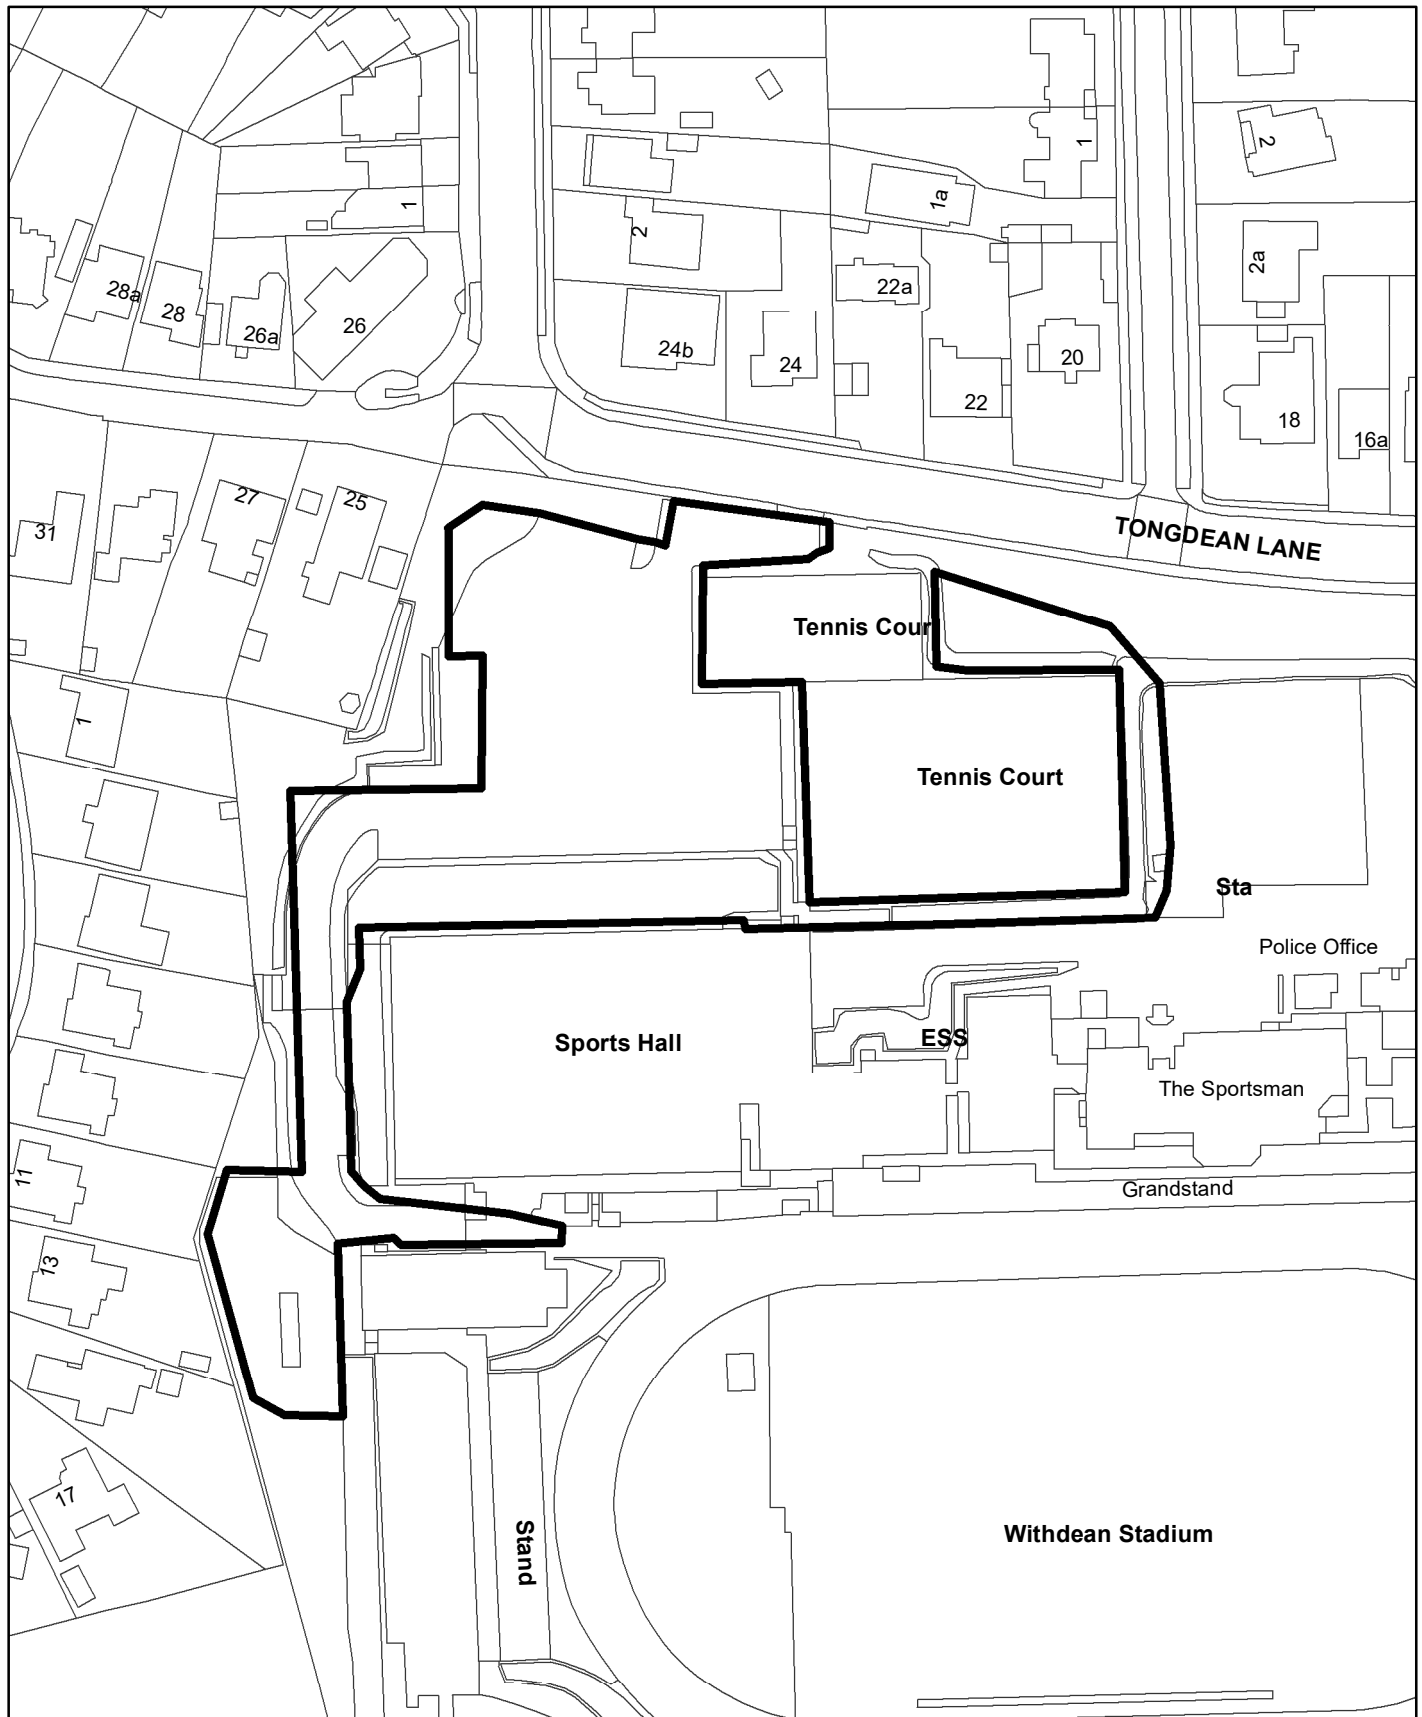 1
2
1
1a
2
2a
28a
28
26a
26
22a
24b
24
20
22
18
16a
27
25
31
TONGDEAN LANE
Tennis Cour
1
Tennis Court
Sta
Police Office
Sports Hall
ESS
The Sportsman
11
Grandstand
13
17
Stand
Withdean Stadium